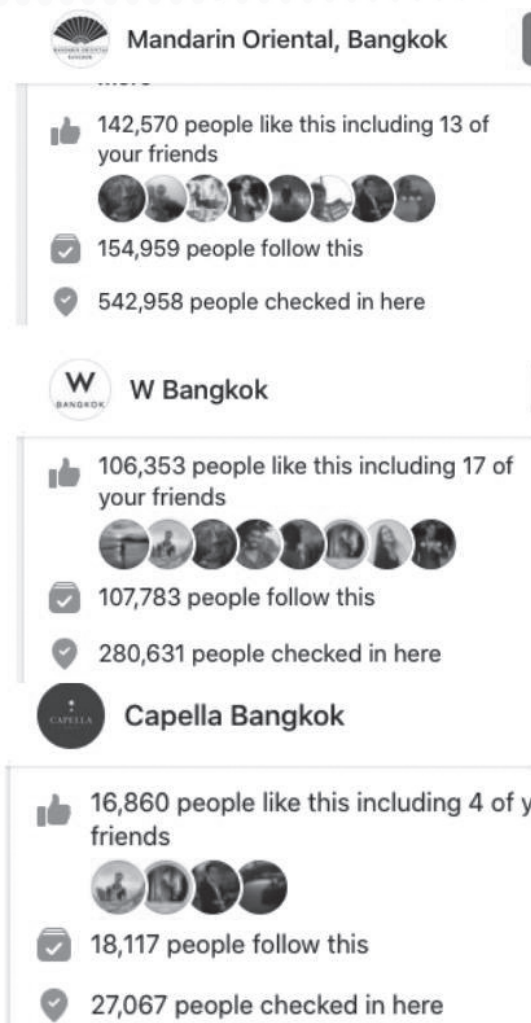 Mandarin Oriental, Bangkok
142,570 people like this including 13 of
your friends
154,959 people follow this
542,958 people checked in here
W
BANGKOK
W Bangkok
106,353 people like this including 17 of
your friends
107,783 people follow this
280,631 people checked in here
CAPELLA
Capella Bangkok
16,860 people like this including 4 of y
friends
18,117 people follow this
27,067 people checked in here